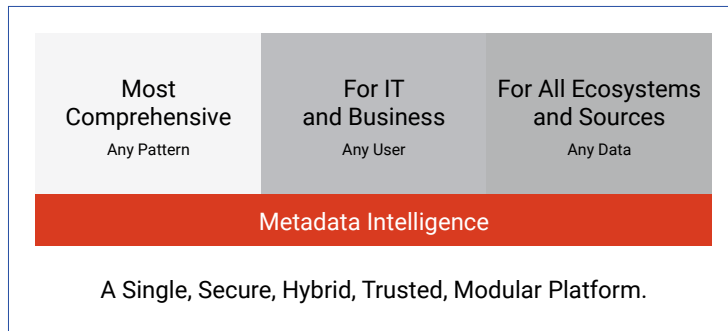 Most
Comprehensive
Any Pattern
For IT
and Business
Any User
For All Ecosystems
and Sources
Any Data
Metadata Intelligence
A Single, Secure, Hybrid, Trusted, Modular Platform.